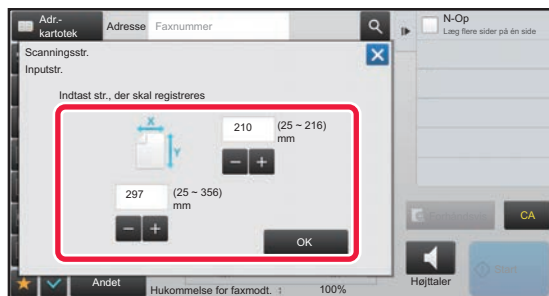 Adr.-
kartotek
Adresse
Faxnummer
N-Op
Læg flere sider på én side
Scanningsstr.
Inputstr.
Indtast str., der skal registreres
X
Y
210
(25 ~ 216)
mm
297
(25 ~ 356)
mm
OK
CA
Start
Højttaler
Andet
Hukommelse for faxmodt. :
100%